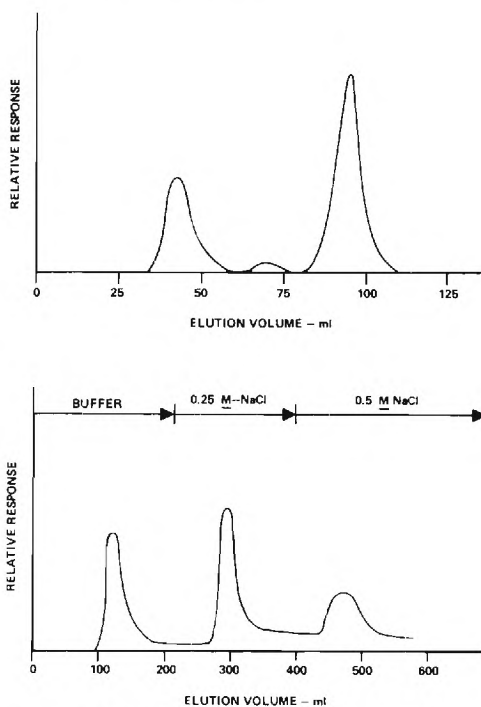 RELATIVE RESPONSE
0 25 50 75 100 125
ELUTION VOLUME – ml
BUFFER 0.25 M--NaCl 0.5 M NaCl
RELATIVE RESPONSE
0 100 200 300 400 500 600
ELUTION VOLUME – ml